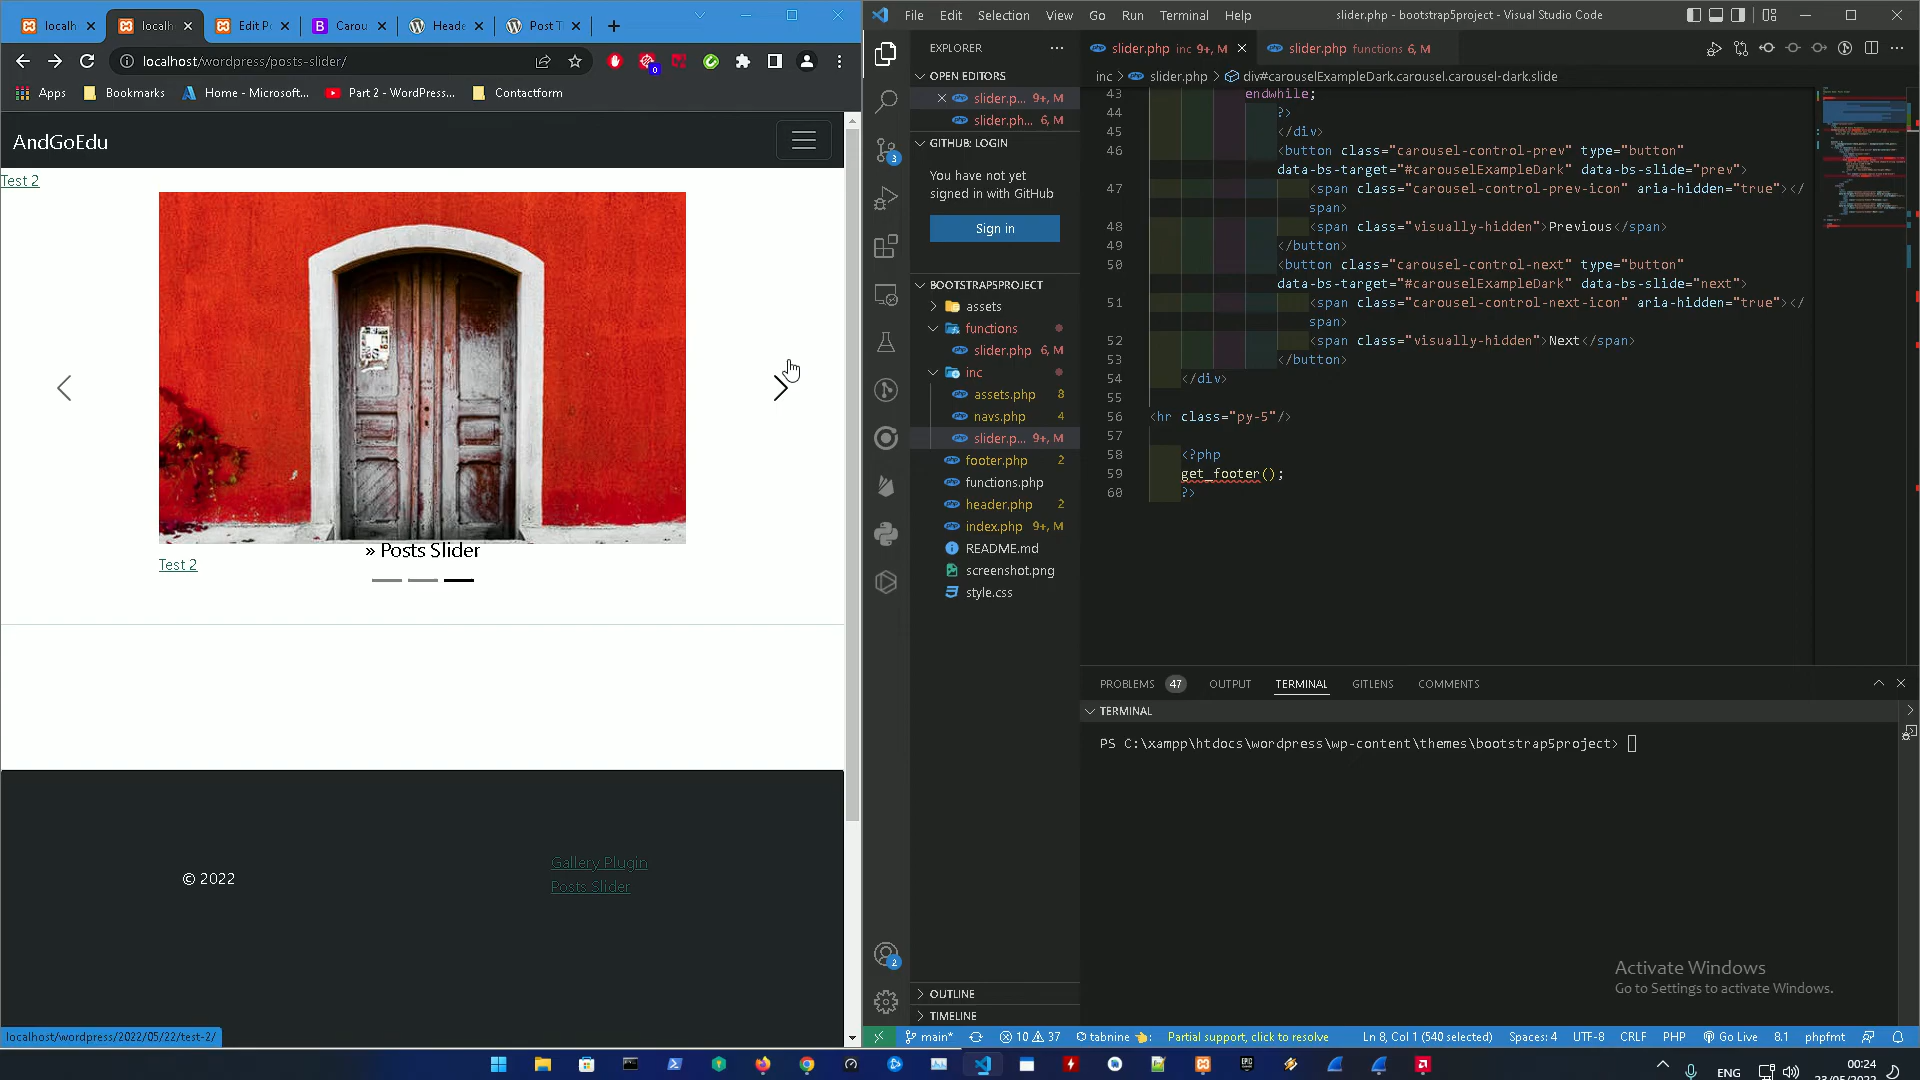 localh
localh
Edit P
Carou
Heade
Post T
localhost/wordpress/posts-slider/
Apps
Bookmarks
Home - Microsoft...
Part 2 - WordPress...
Contactform
AndGoEdu
Test 2
» Posts Slider
Test 2
© 2022
Gallery Plugin
Posts Slider
localhost/wordpress/2022/05/22/test-2/
File Edit Selection View Go Run Terminal Help
slider.php - bootstrap5project - Visual Studio Code
EXPLORER
OPEN EDITORS
slider.p... 9+, M
slider.ph... 6, M
GITHUB: LOGIN
You have not yet
signed in with GitHub
Sign in
BOOTSTRAP5PROJECT
assets
functions
slider.php 6, M
inc
assets.php 8
navs.php 4
slider.p... 9+, M
footer.php 2
functions.php
header.php 2
index.php 9+, M
README.md
screenshot.png
style.css
OUTLINE
TIMELINE
slider.php inc 9+, M
slider.php functions 6, M
inc > slider.php > div#carouselExampleDark.carousel.carousel-dark.slide
43 endwhile;
44 ?>
45 </div>
46 <button class="carousel-control-prev" type="button"
data-bs-target="#carouselExampleDark" data-bs-slide="prev">
47 <span class="carousel-control-prev-icon" aria-hidden="true"></
span>
48 <span class="visually-hidden">Previous</span>
49 </button>
50 <button class="carousel-control-next" type="button"
data-bs-target="#carouselExampleDark" data-bs-slide="next">
51 <span class="carousel-control-next-icon" aria-hidden="true"></
span>
52 <span class="visually-hidden">Next</span>
53 </button>
54 </div>
55
56 <hr class="py-5"/>
57
58 <?php
59 get_footer();
60 ?>
PROBLEMS 47 OUTPUT TERMINAL GITLENS COMMENTS
TERMINAL
PS C:\xampp\htdocs\wordpress\wp-content\themes\bootstrap5project>
Activate Windows
Go to Settings to activate Windows.
main* 10 37 tabnine Partial support, click to resolve Ln 8, Col 1 (540 selected) Spaces: 4 UTF-8 CRLF PHP Go Live 8.1 phpfmt
ENG
00:24